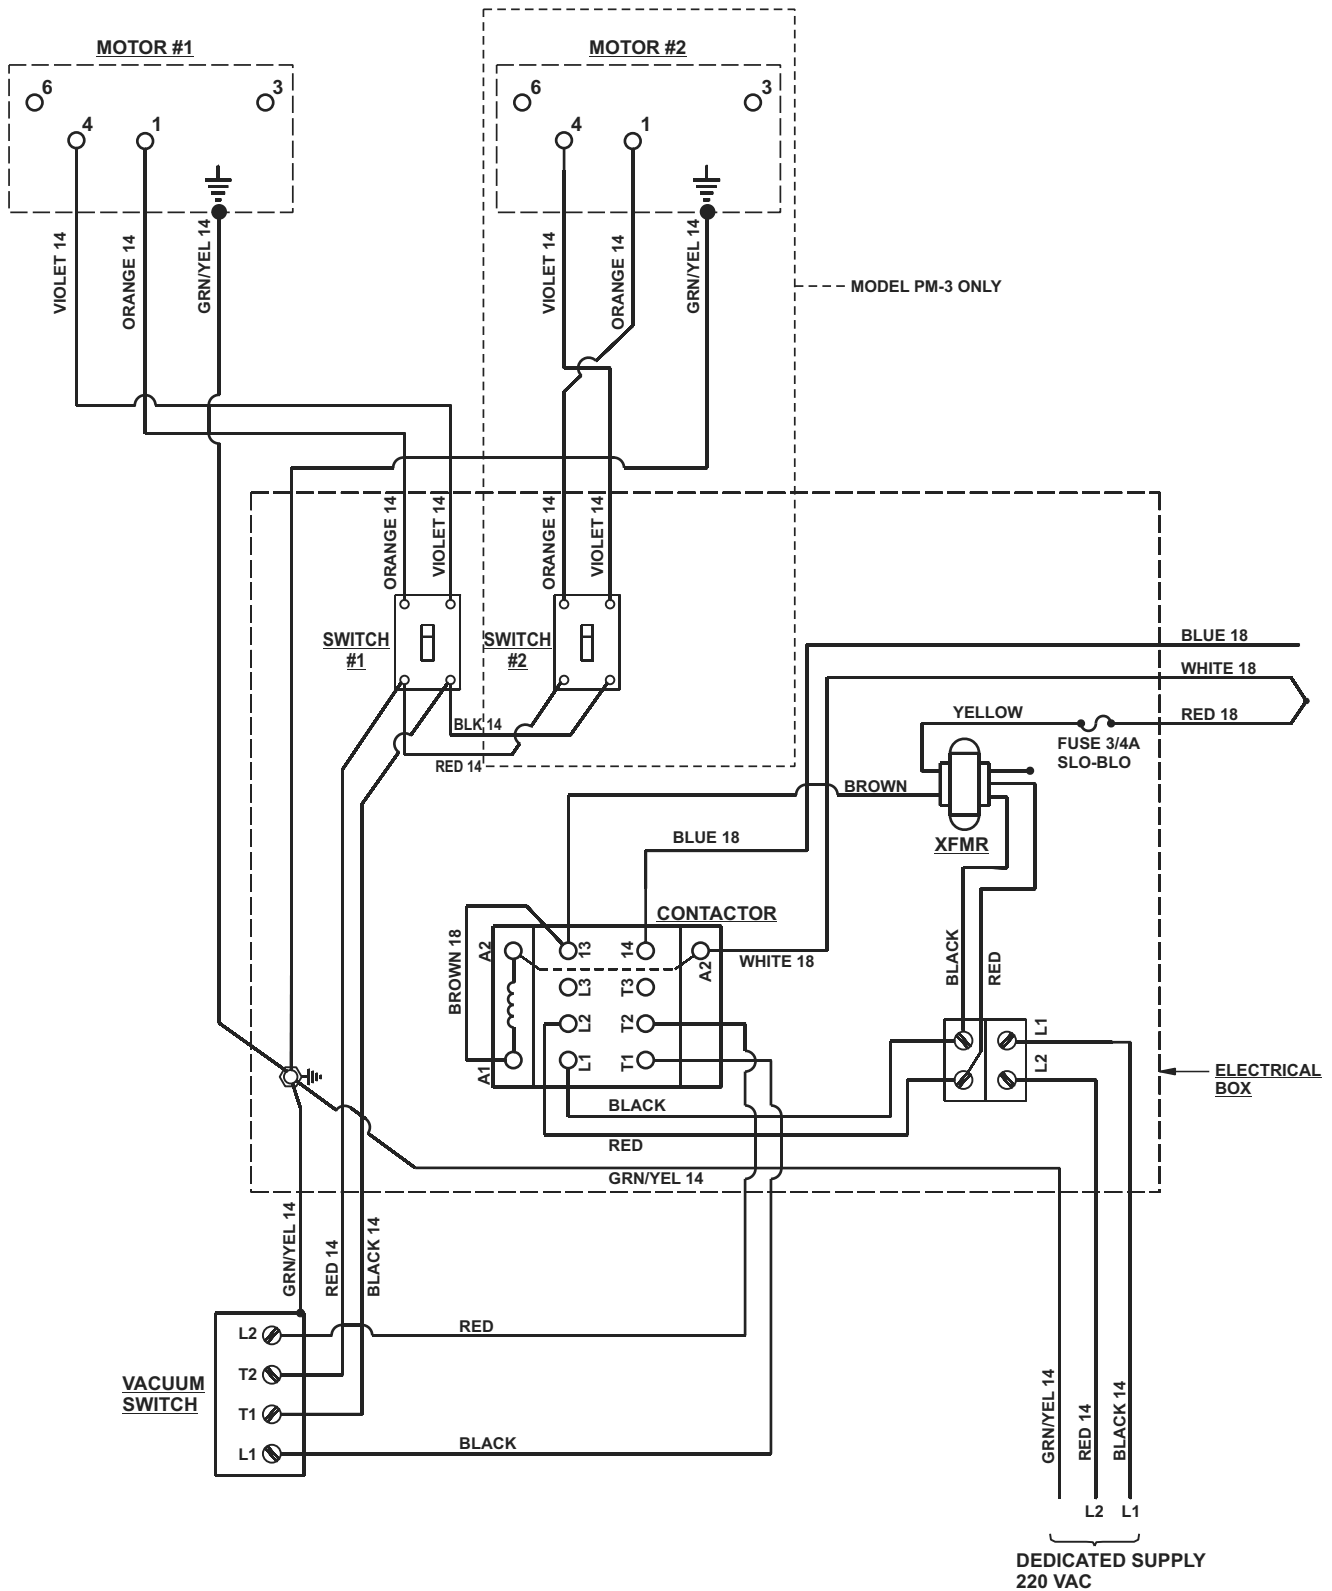 MOTOR #1
MOTOR #2
6
3
4
1
6
3
4
1
VIOLET 14
ORANGE 14
GRN/YEL 14
VIOLET 14
ORANGE 14
GRN/YEL 14
MODEL PM-3 ONLY
ORANGE 14
VIOLET 14
ORANGE 14
VIOLET 14
SWITCH
#1
SWITCH
#2
BLUE 18
WHITE 18
RED 18
YELLOW
FUSE 3/4A
SLO-BLO
BLK 14
RED 14
BROWN
XFMR
BLUE 18
CONTACTOR
BROWN 18
A2
13
14
A2
WHITE 18
L3
T3
L2
T2
A1
L1
T1
BLACK
RED
L1
L2
ELECTRICAL
BOX
BLACK
RED
GRN/YEL 14
GRN/YEL 14
RED 14
BLACK 14
VACUUM
SWITCH
L2
T2
T1
L1
RED
BLACK
GRN/YEL 14
RED 14
BLACK 14
L2
L1
DEDICATED SUPPLY
220 VAC